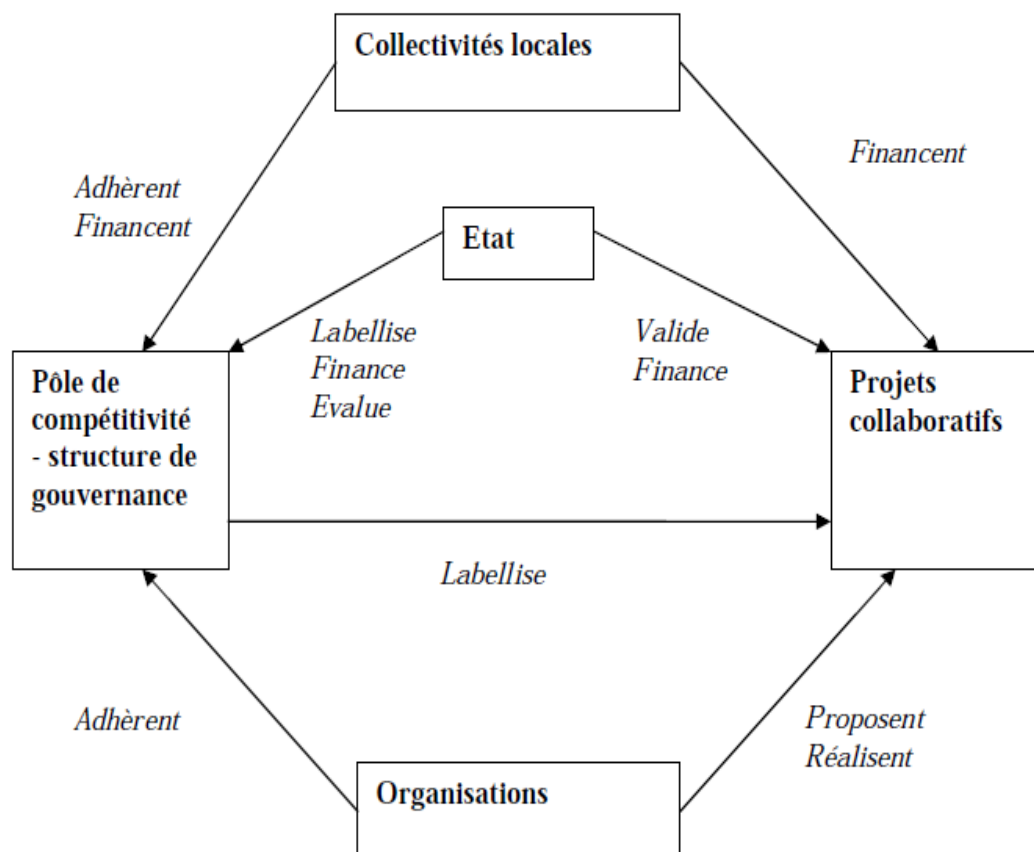 Collectivités locales
Financent
Adhèrent
Financent
Etat
Labellise
Finance
Evalue
Valide
Finance
Pôle de
compétitivité
- structure de
gouvernance
Projets
collaboratifs
Labellise
Adhèrent
Proposent
Réalisent
Organisations